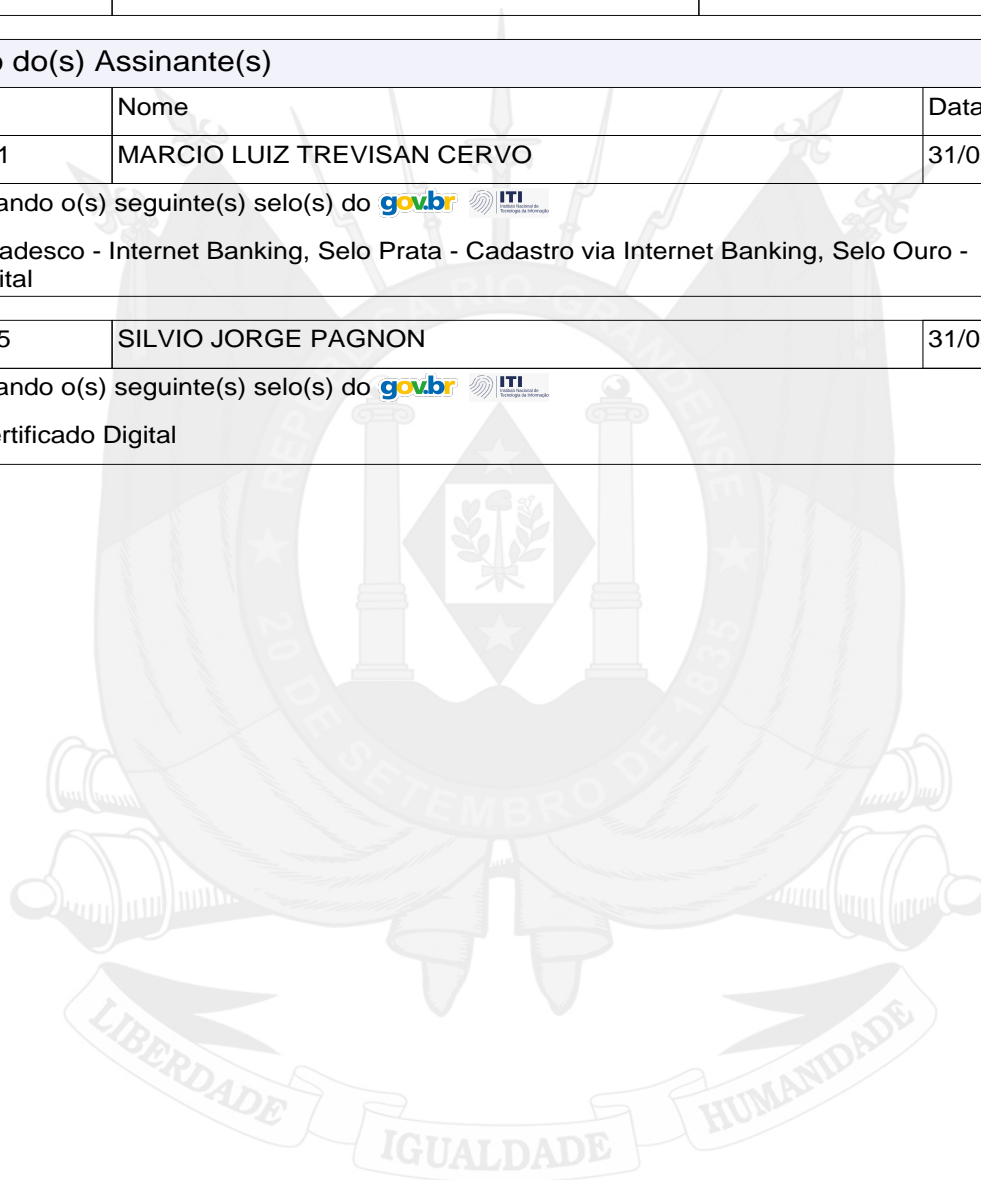 o do(s) Assinante(s)
Nome
Data
1
MARCIO LUIZ TREVISAN CERVO
31/0
ando o(s) seguinte(s) selo(s) do gov.br ITI
adesco - Internet Banking, Selo Prata - Cadastro via Internet Banking, Selo Ouro -
ital
5
SILVIO JORGE PAGNON
31/0
ando o(s) seguinte(s) selo(s) do gov.br ITI
ertificado Digital
REPÚBLICA RIO GRANDENSE
20 DE SETEMBRO DE 1835
LIBERDADE
IGUALDADE
HUMANIDADE